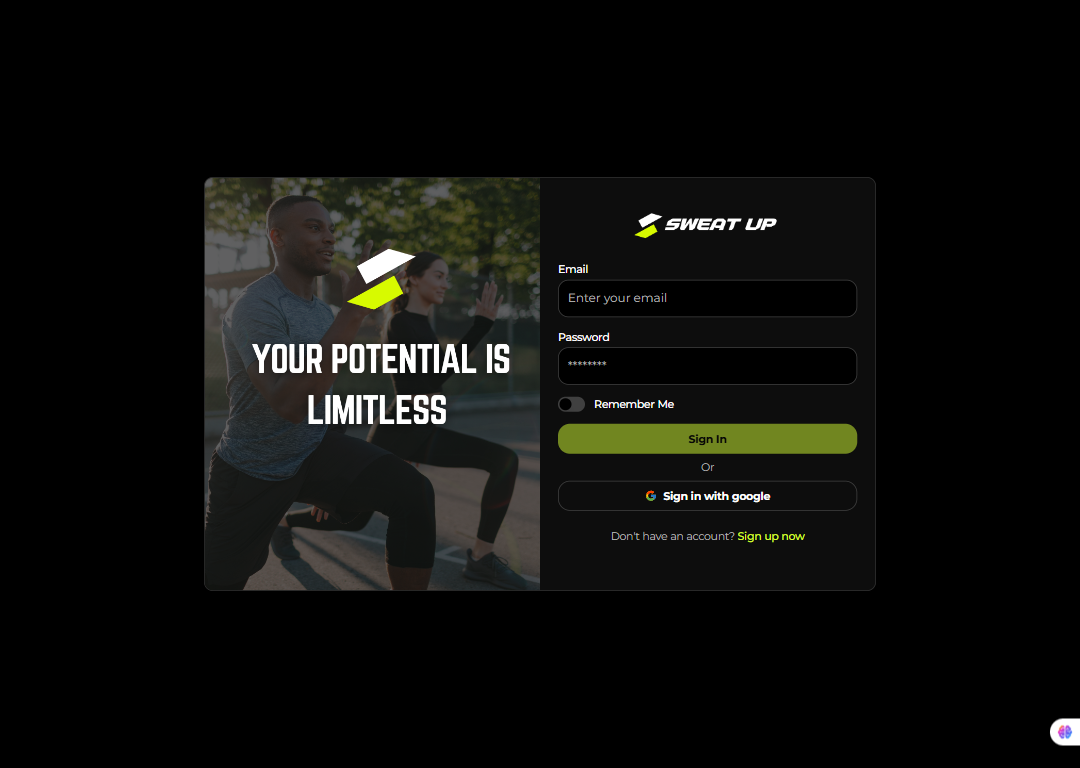 YOUR POTENTIAL IS
LIMITLESS
SWEAT UP
Email
Enter your email
Password
********
Remember Me
Sign In
Or
Sign in with google
Don't have an account? Sign up now